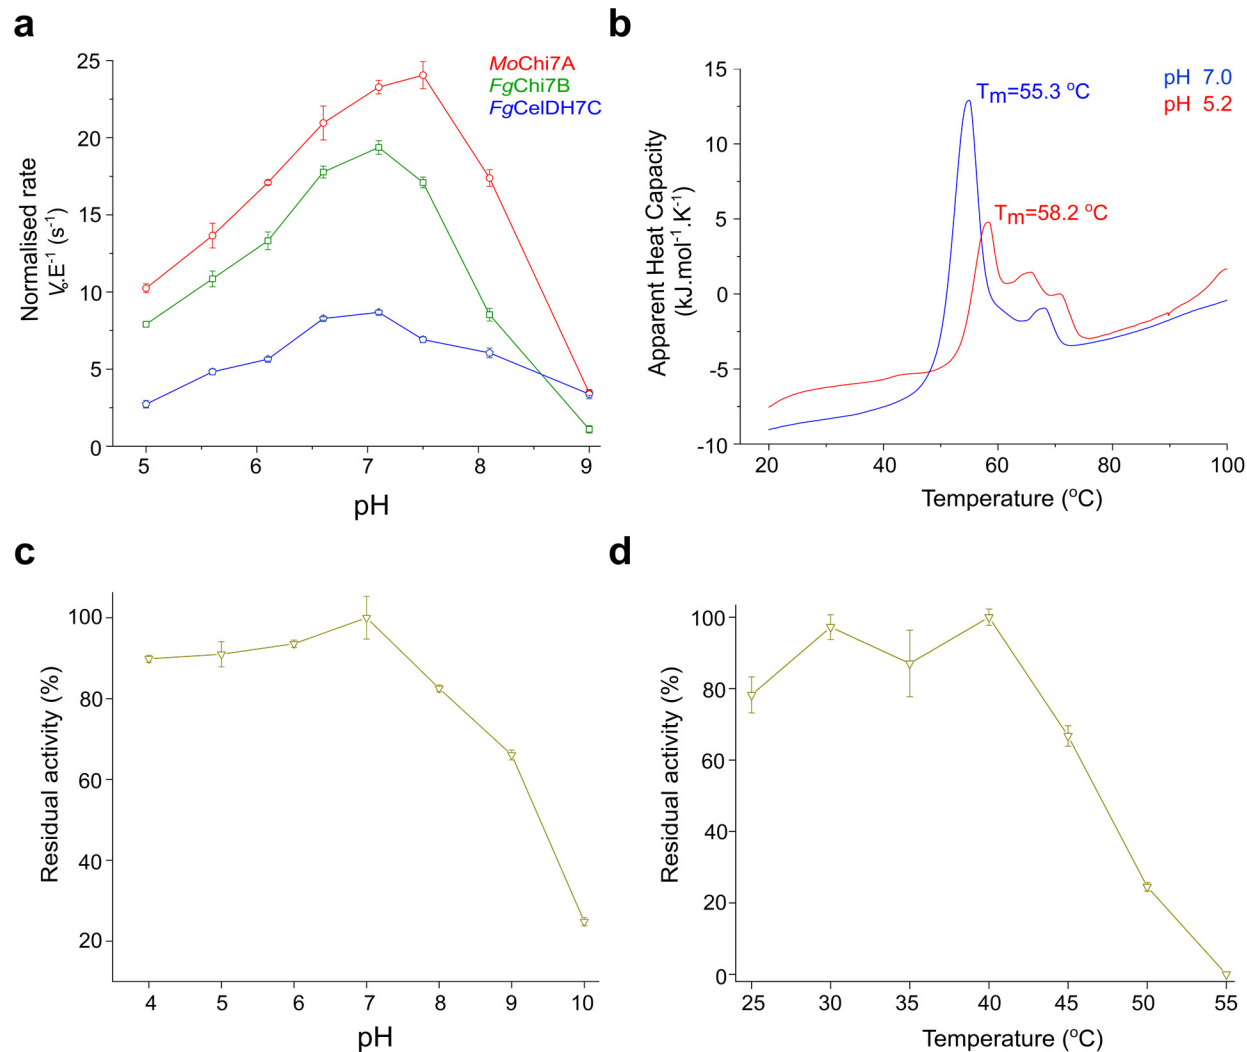 a
25
20
15
10
5
0
5
6
7
8
9
Normalised rate
V₀.E⁻¹ (s⁻¹)
pH
MoChi7A
FgChi7B
FgCelDH7C
b
15
10
5
0
-5
-10
20
40
60
80
100
Apparent Heat Capacity
(kJ.mol⁻¹.K⁻¹)
Temperature (°C)
Tm=55.3 °C
Tm=58.2 °C
pH 7.0
pH 5.2
c
100
80
60
40
20
4
5
6
7
8
9
10
Residual activity (%)
pH
d
100
80
60
40
20
0
25
30
35
40
45
50
55
Residual activity (%)
Temperature (°C)